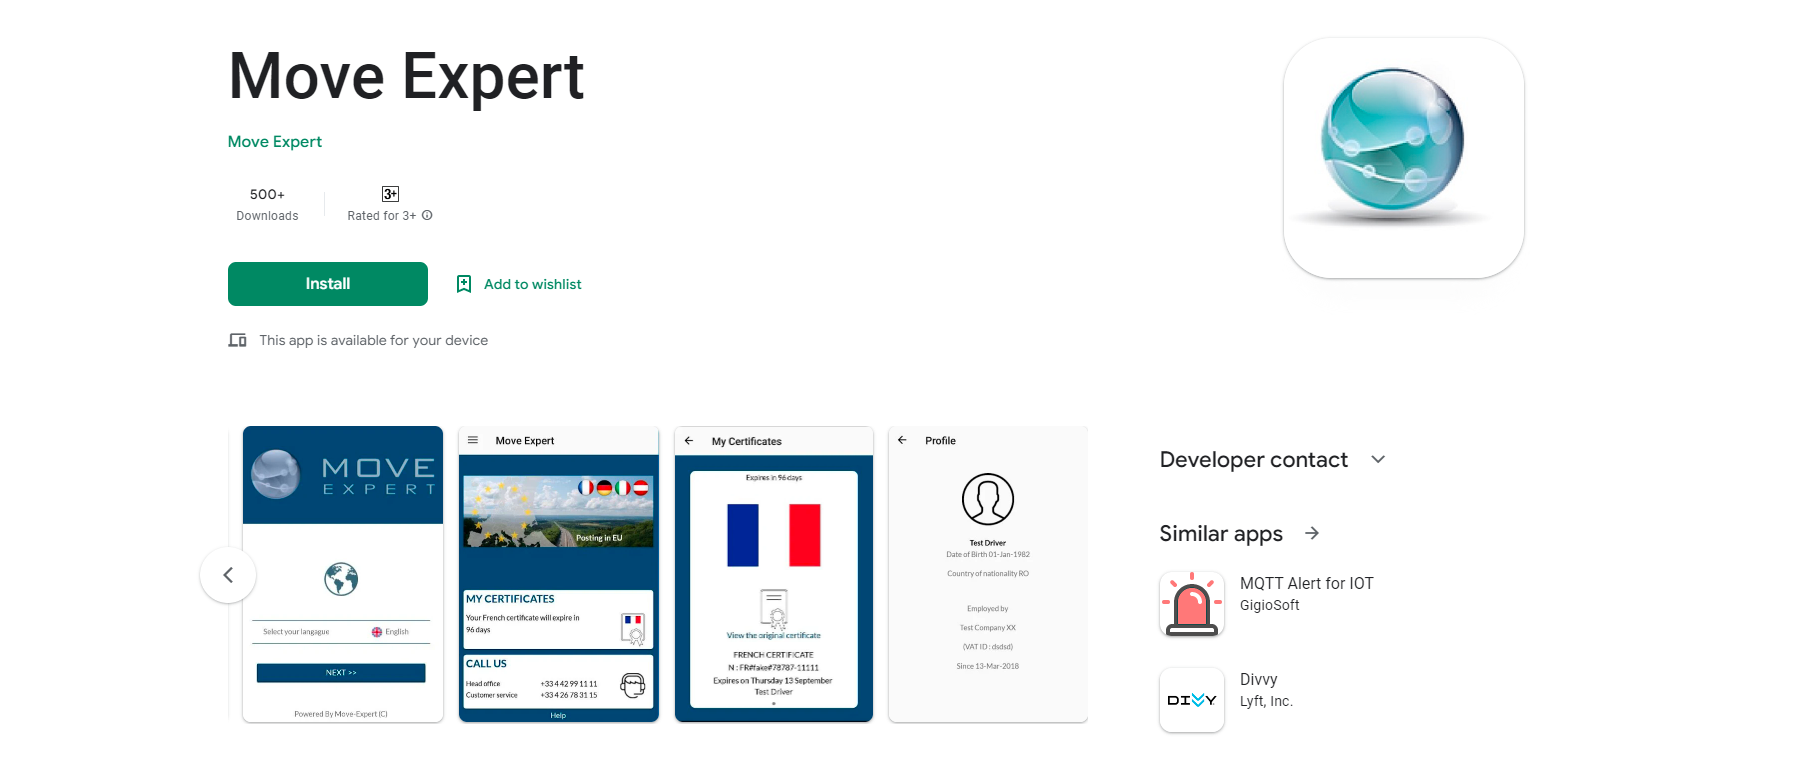 Move Expert
Move Expert
500+
Downloads
3+
Rated for 3+
Install
Add to wishlist
This app is available for your device
MOVE
EXPERT
Select your langague
English
NEXT >>
Powered By Move-Expert (C)
Move Expert
Posting in EU
MY CERTIFICATES
Your French certificate will expire in
96 days
CALL US
Head office +33 4 42 99 11 11
Customer service +33 4 26 78 31 15
Help
My Certificates
Expires in 96 days
View the original certificate
FRENCH CERTIFICATE
N : FR#fake#78787-11111
Expires on Thursday 13 September
Test Driver
Profile
Test Driver
Date of Birth 01-Jan-1982
Country of nationality RO
Employed by
Test Company XX
(VAT ID : dsdsd)
Since 13-Mar-2018
Developer contact
Similar apps
MQTT Alert for IOT
GigioSoft
DIVVY
Divvy
Lyft, Inc.